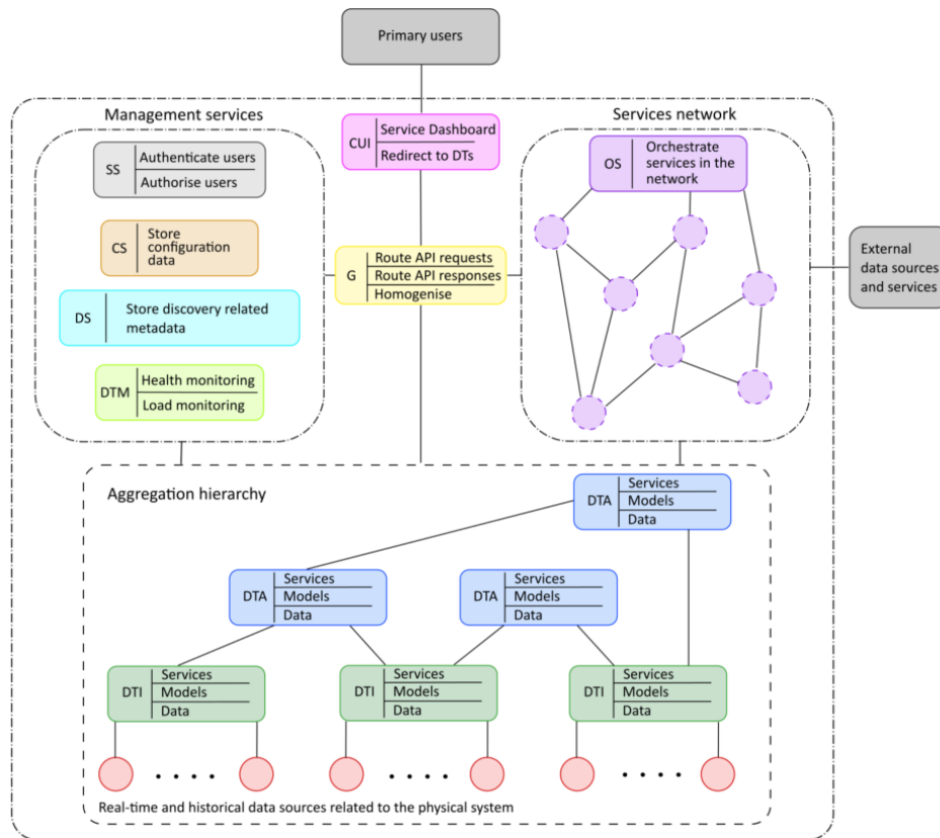 Primary users
Management services
Services network
CUI
Service Dashboard
Redirect to DTs
SS
Authenticate users
Authorise users
OS
Orchestrate
services in the
network
CS
Store
configuration
data
G
Route API requests
Route API responses
Homogenise
External
data sources
and services
DS
Store discovery related
metadata
DTM
Health monitoring
Load monitoring
Aggregation hierarchy
DTA
Services
Models
Data
DTA
Services
Models
Data
DTA
Services
Models
Data
DTI
Services
Models
Data
DTI
Services
Models
Data
DTI
Services
Models
Data
Real-time and historical data sources related to the physical system